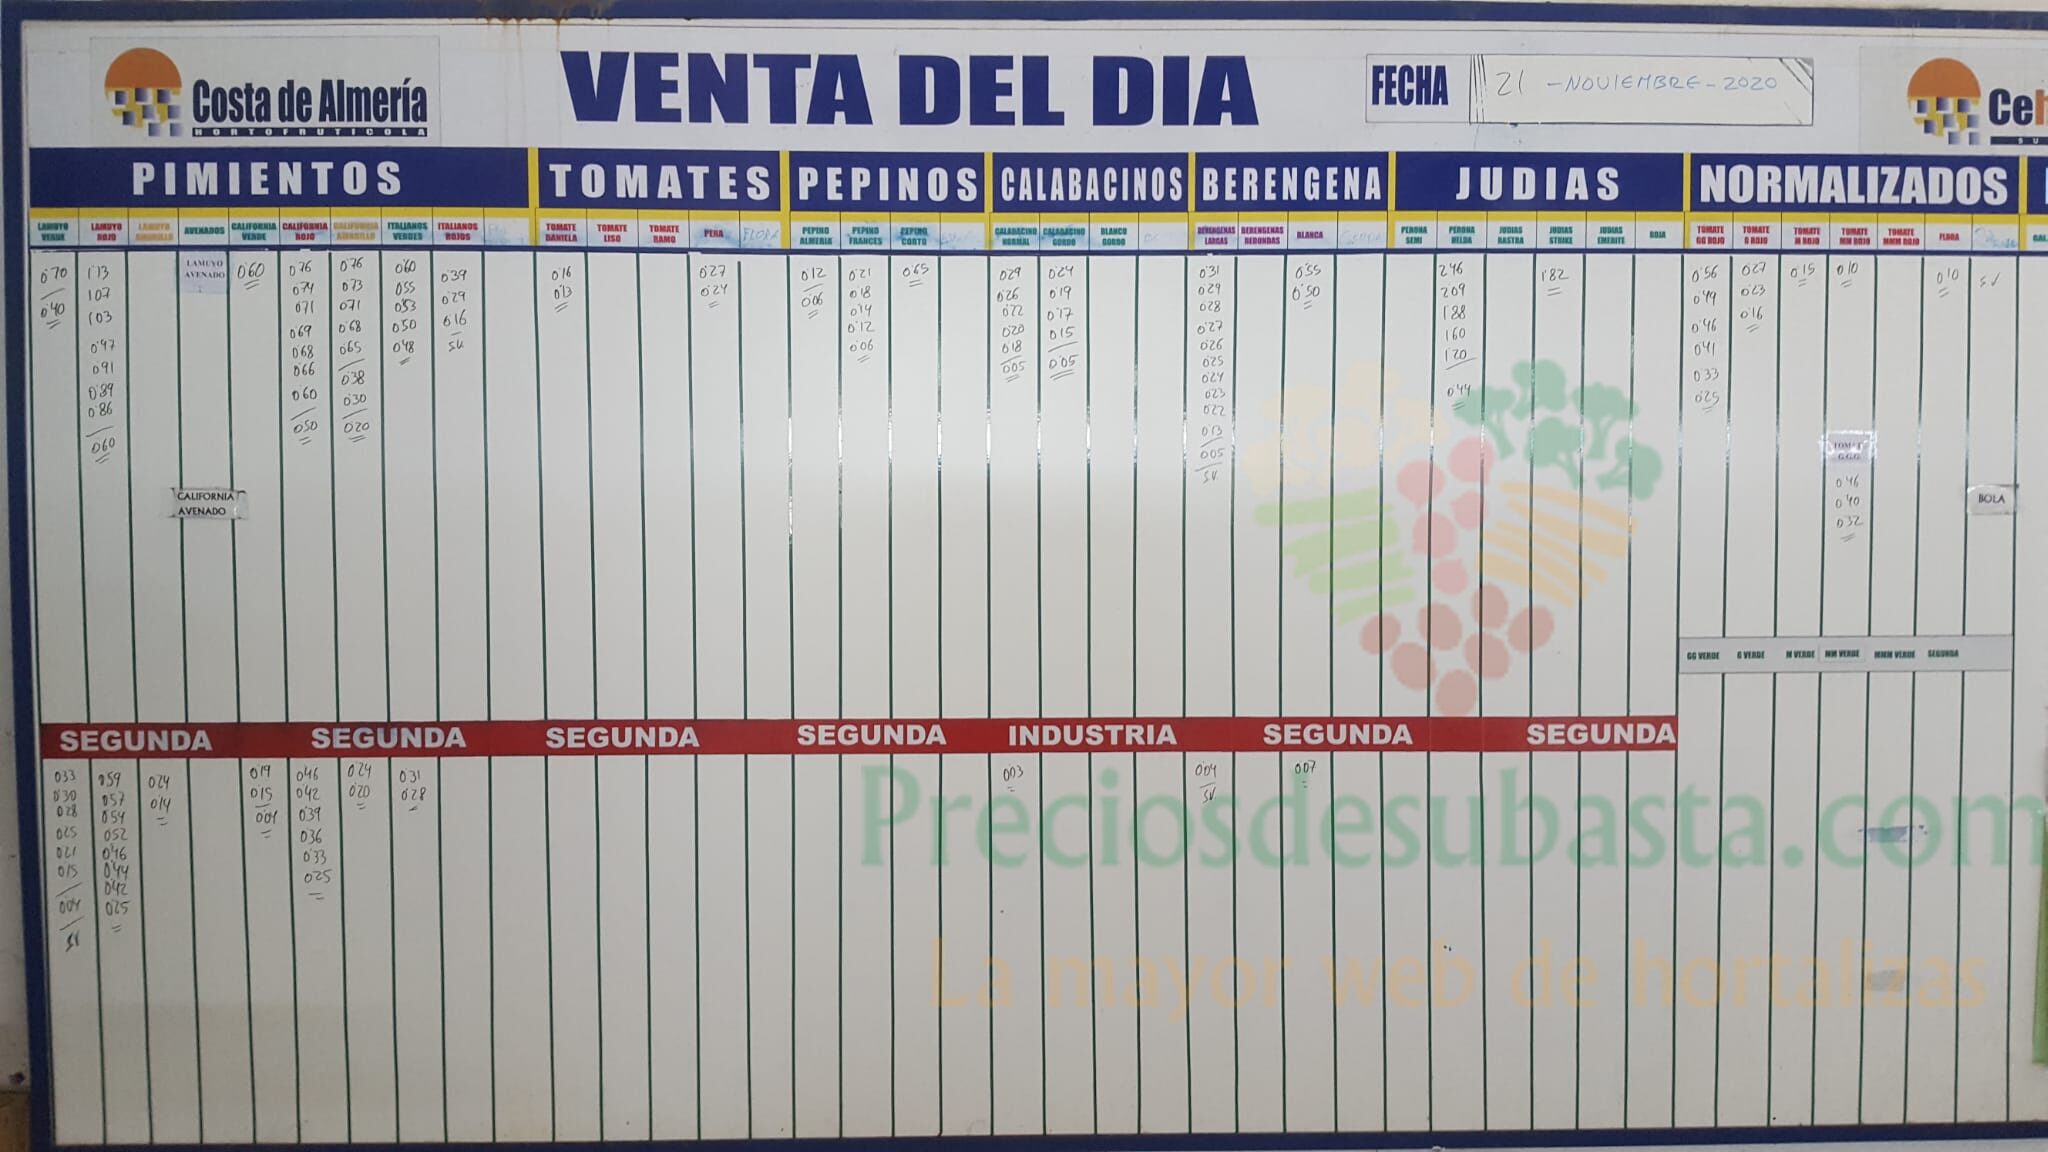 Costa de Almería
HORTOFRUTICOLA
VENTA DEL DIA
FECHA
21 - NOVIEMBRE - 2020
PIMIENTOS
TOMATES
PEPINOS
CALABACINOS
BERENGENA
JUDIAS
NORMALIZADOS
LAMUYO VERDE
LAMUYO ROJO
LAMUYO AMARILLO
AVENADOS
CALIFORNIA VERDE
CALIFORNIA ROJO
CALIFORNIA AMARILLO
ITALIANOS VERDES
ITALIANOS ROJOS
TOMATE DANIELA
TOMATE LISO
TOMATE RAMO
PERA
FLORA
PEPINO ALMERIA
PEPINO FRANCES
PEPINO CORTO
CALABACINO NORMAL
CALABACINO GORDO
BLANCO GORDO
BERENGENAS LARGAS
BERENGENAS REDONDAS
BLANCA
PERONA SEMI
PERONA HELDA
JUDIAS RASTRA
JUDIAS STRIKE
JUDIAS EMERITE
ROJA
TOMATE GG ROJO
TOMATE G ROJO
TOMATE M ROJO
TOMATE MM ROJO
TOMATE MMM ROJO
FLORA
0'70
0'40
1'13
1'07
1'03
0'97
0'91
0'89
0'86
0'60
LAMUYO
AVENADO
CALIFORNIA
AVENADO
0'60
0'76
0'74
0'71
0'69
0'68
0'66
0'60
0'50
0'76
0'73
0'71
0'68
0'65
0'38
0'30
0'20
0'60
0'55
0'53
0'50
0'48
0'39
0'29
0'16
SV
0'16
0'13
0'27
0'24
0'12
0'06
0'21
0'18
0'14
0'12
0'06
0'65
0'29
0'26
0'22
0'20
0'18
0'05
0'24
0'19
0'17
0'15
0'05
0'31
0'29
0'28
0'27
0'26
0'25
0'24
0'23
0'22
0'13
0'05
SV
0'55
0'50
2'46
2'09
1'88
1'60
1'20
0'44
1'82
0'56
0'49
0'46
0'41
0'33
0'25
0'27
0'23
0'16
0'15
0'10
TOMATE
G.G.G.
0'46
0'40
0'32
0'10
SV
BOLA
GG VERDE
G VERDE
M VERDE
MM VERDE
MMM VERDE
SEGUNDA
SEGUNDA
SEGUNDA
SEGUNDA
SEGUNDA
INDUSTRIA
SEGUNDA
SEGUNDA
0'33
0'30
0'28
0'25
0'21
0'15
0'04
SV
0'59
0'57
0'54
0'52
0'46
0'44
0'42
0'25
0'24
0'14
0'19
0'15
0'04
0'46
0'42
0'39
0'36
0'33
0'25
0'24
0'20
0'31
0'28
0'03
0'04
SV
0'07
Preciosdesubasta.com
La mayor web de hortalizas